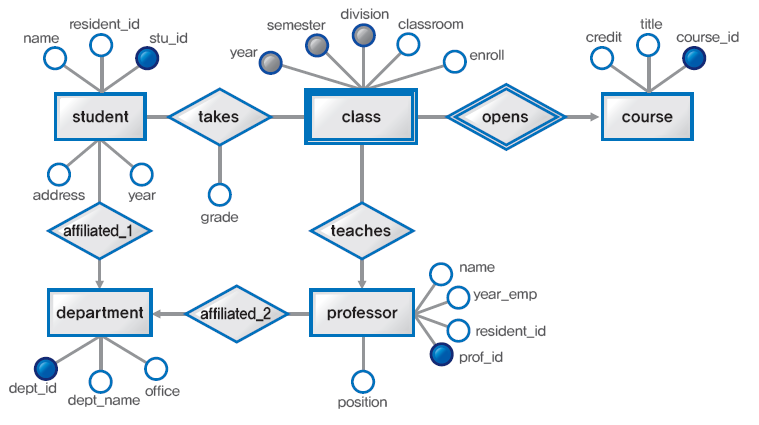 division
resident_id
semester
classroom
title
name
stu_id
credit
course_id
year
enroll
student
takes
class
opens
course
address
year
grade
affiliated_1
teaches
name
year_emp
department
affiliated_2
professor
resident_id
prof_id
dept_id
dept_name
office
position